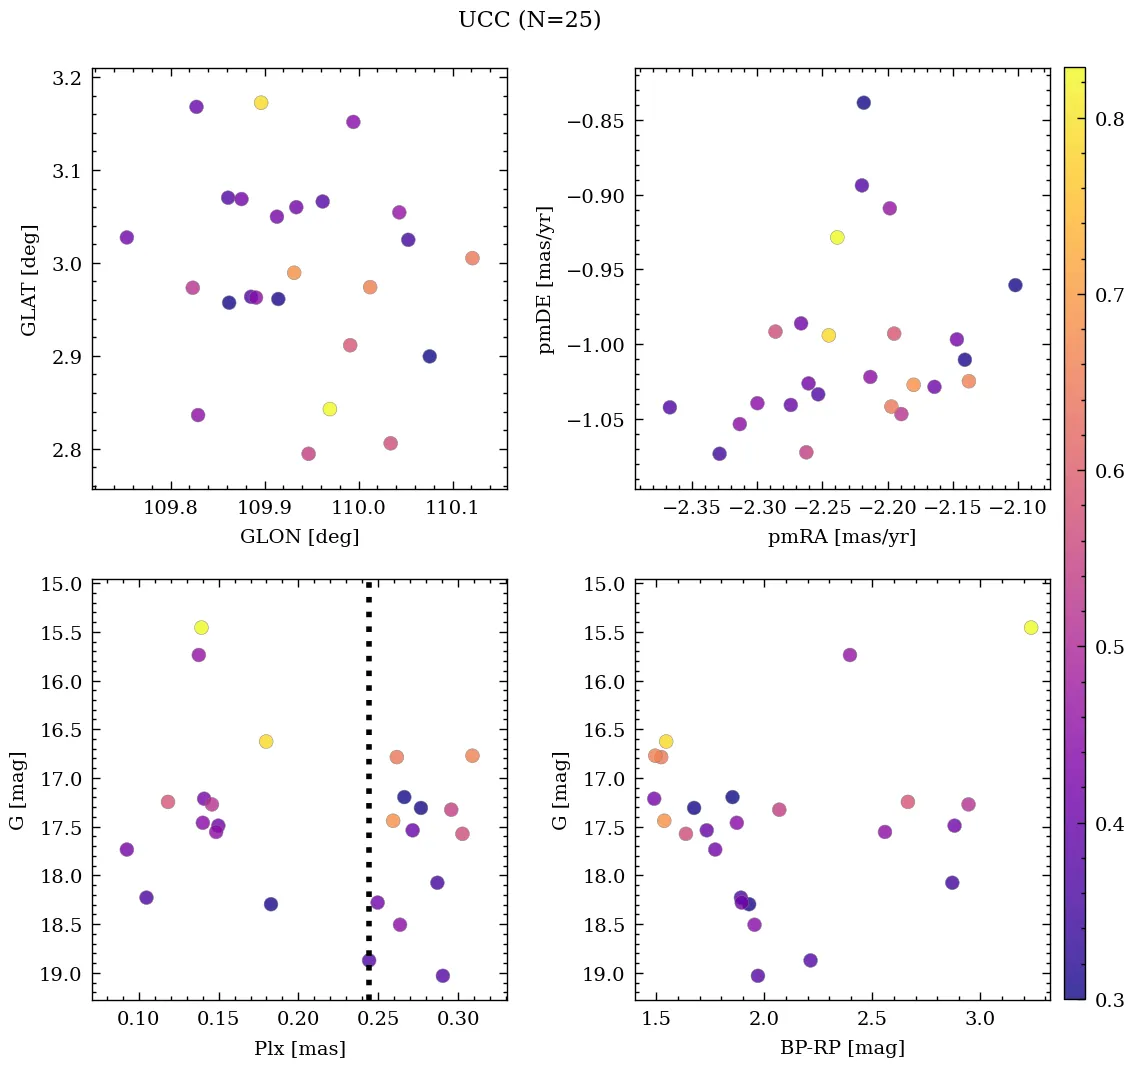 UCC (N=25)
3.2
3.1
3.0
2.9
2.8
GLAT [deg]
109.8 109.9 110.0 110.1
GLON [deg]
−0.85
−0.90
−0.95
−1.00
−1.05
pmDE [mas/yr]
−2.35 −2.30 −2.25 −2.20 −2.15 −2.10
pmRA [mas/yr]
15.0
15.5
16.0
16.5
17.0
17.5
18.0
18.5
19.0
G [mag]
0.10 0.15 0.20 0.25 0.30
Plx [mas]
15.0
15.5
16.0
16.5
17.0
17.5
18.0
18.5
19.0
G [mag]
1.5 2.0 2.5 3.0
BP-RP [mag]
0.8
0.7
0.6
0.5
0.4
0.3